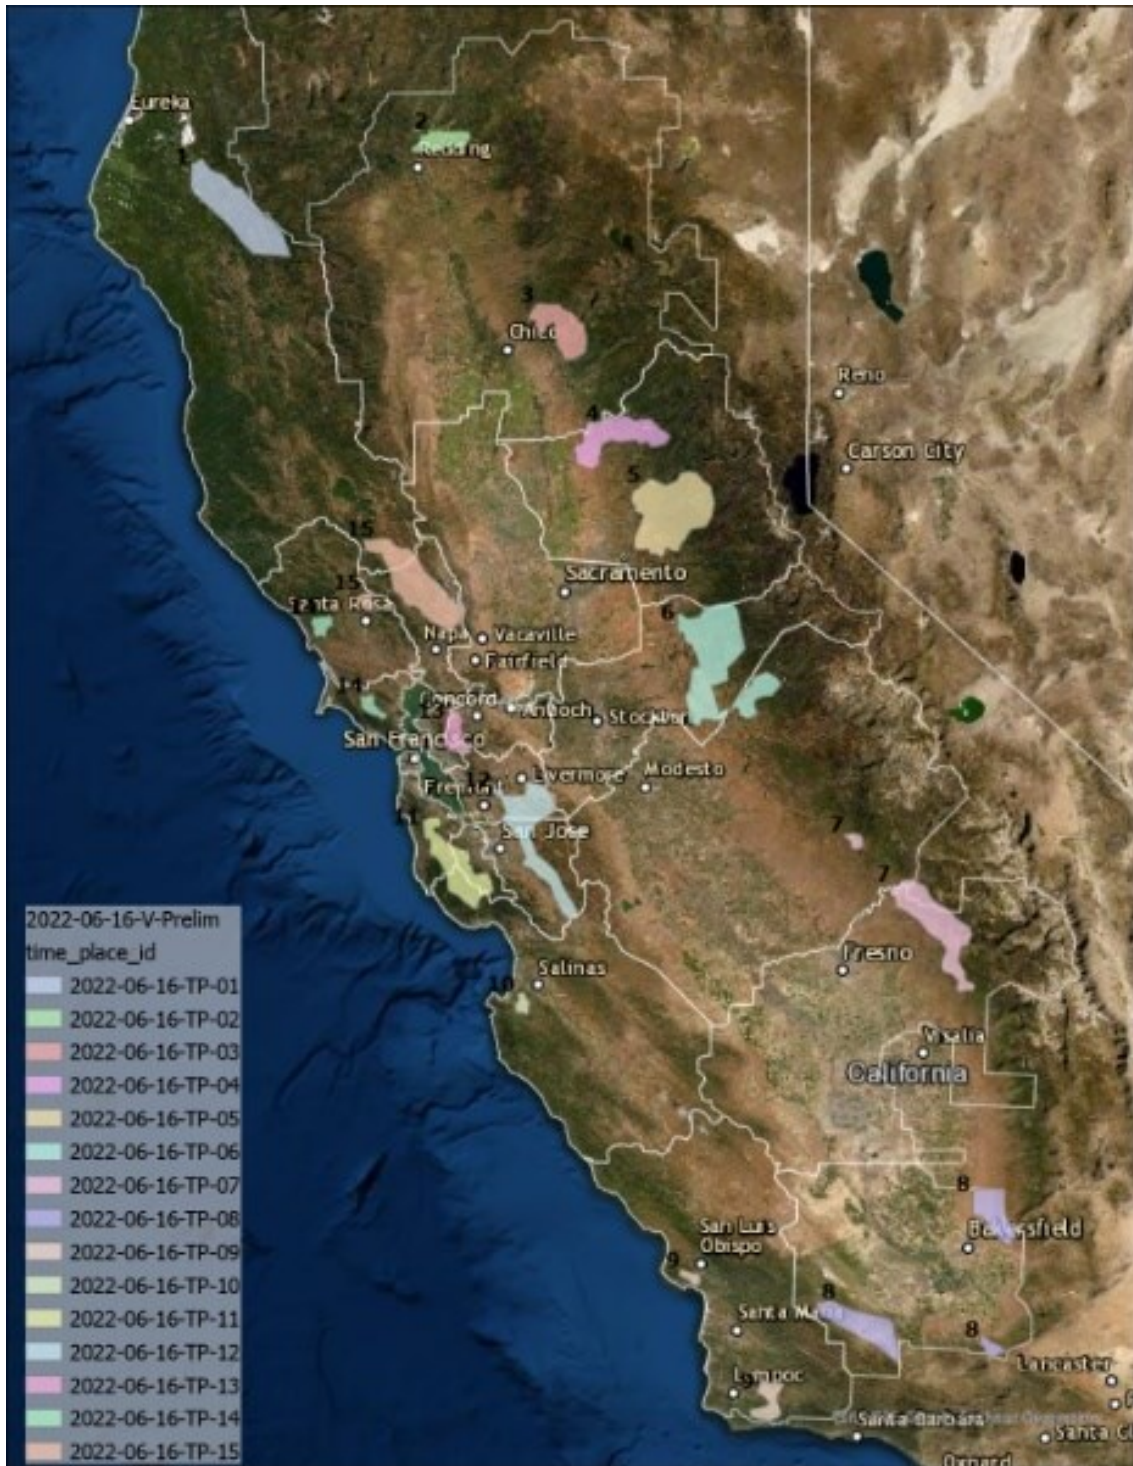 Eureka
1
2
Redding
3
Chico
Reno
4
Carson City
5
15
Sacramento
15
Santa Rosa
6
Napa
Vacaville
Fairfield
14
Concord
Antioch
Stockton
13
San Francisco
Livermore
Modesto
12
Fremont
11
7
San Jose
7
Fresno
Salinas
10
Visalia
California
8
San Luis
Obispo
Bakersfield
9
8
Santa Maria
8
Lancaster
Lompoc
Santa Barbara
Oxnard
2022-06-16-V-Prelim
time_place_id
2022-06-16-TP-01
2022-06-16-TP-02
2022-06-16-TP-03
2022-06-16-TP-04
2022-06-16-TP-05
2022-06-16-TP-06
2022-06-16-TP-07
2022-06-16-TP-08
2022-06-16-TP-09
2022-06-16-TP-10
2022-06-16-TP-11
2022-06-16-TP-12
2022-06-16-TP-13
2022-06-16-TP-14
2022-06-16-TP-15